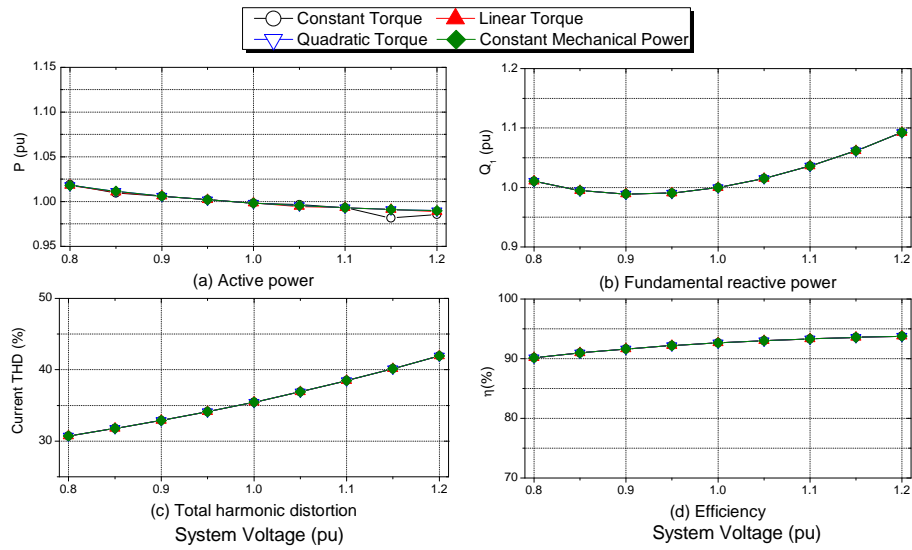 Constant Torque Linear Torque
Quadratic Torque Constant Mechanical Power
1.15
1.10
1.05
1.00
0.95
P (pu)
0.8 0.9 1.0 1.1 1.2
(a) Active power
1.2
1.1
1.0
0.9
Q1 (pu)
0.8 0.9 1.0 1.1 1.2
(b) Fundamental reactive power
50
40
30
Current THD (%)
0.8 0.9 1.0 1.1 1.2
(c) Total harmonic distortion
System Voltage (pu)
100
90
80
70
η(%)
0.8 0.9 1.0 1.1 1.2
(d) Efficiency
System Voltage (pu)